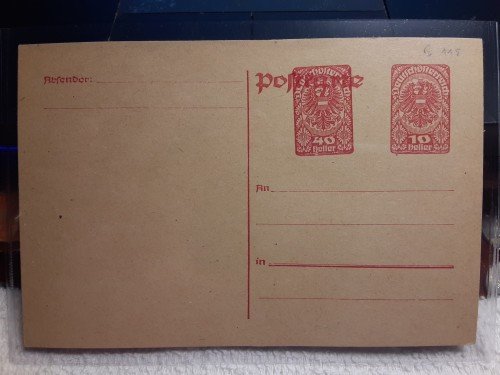 Absender:
Postkarte
Deutschösterreich
40
Heller
Deutschösterreich
10
Heller
An
in